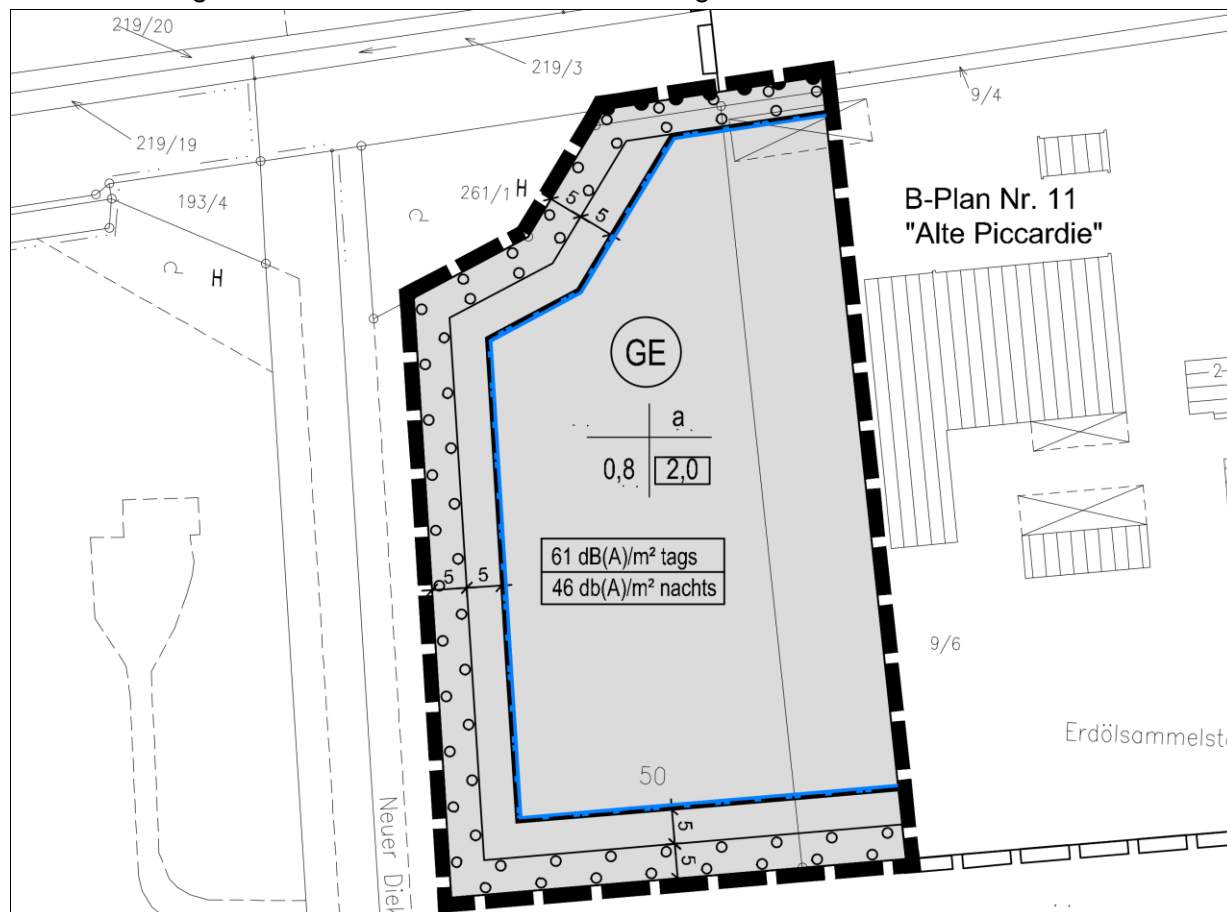 219/20
219/3
9/4
219/19
193/4
261/1
H
H
B-Plan Nr. 11
"Alte Piccardie"
5
5
GE
a
0,8
2,0
2-
61 dB(A)/m² tags
46 db(A)/m² nachts
5
5
9/6
50
5
5
Neuer Diek